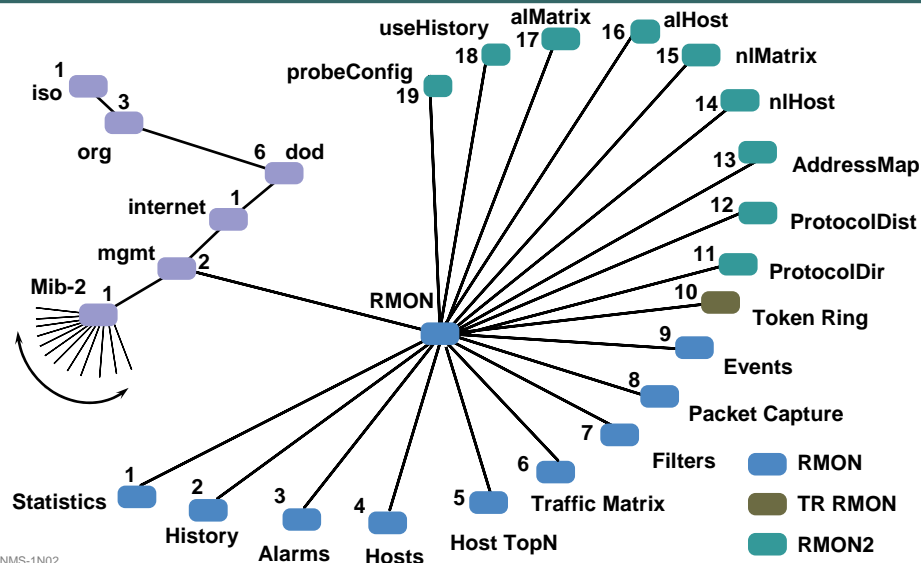 useHistory
alMatrix
alHost
18
17
16
15
nlMatrix
probeConfig
19
14
nlHost
1
iso
3
org
6
dod
13
AddressMap
internet
1
12
ProtocolDist
mgmt
2
11
ProtocolDir
Mib-2
1
RMON
10
Token Ring
9
Events
8
Packet Capture
7
Filters
6
Traffic Matrix
5
Host TopN
4
Hosts
3
Alarms
2
History
1
Statistics
RMON
TR RMON
RMON2
NMS-1N02